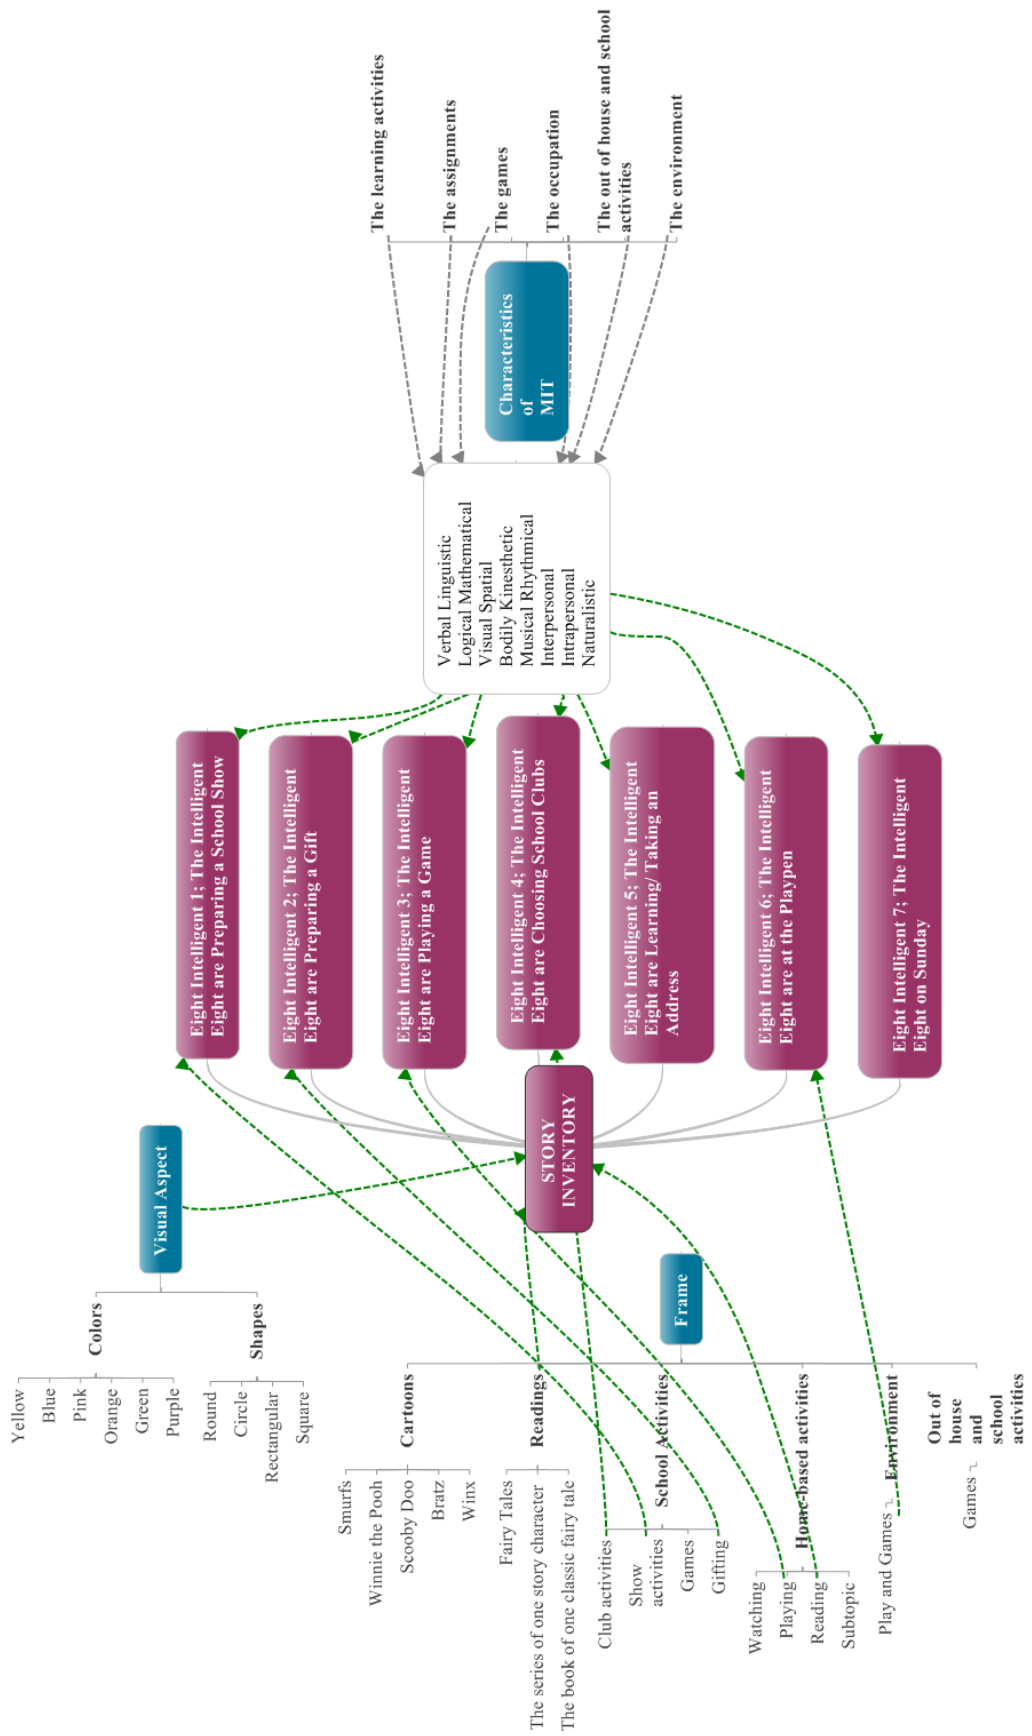 Yellow
Blue
Pink
Orange
Green
Purple
Colors
Round
Circle
Rectangular
Square
Shapes
Visual Aspect
Smurfs
Winnie the Pooh
Scooby Doo
Bratz
Winx
Cartoons
Fairy Tales
The series of one story character
The book of one classic fairy tale
Readings
Club activities
Show
activities
Games
Gifting
School Activities
Watching
Playing
Reading
Subtopic
Home-based activities
Play and Games
Environment
Games
Out of
house
and
school
activities
Frame
STORY
INVENTORY
Eight Intelligent 1; The Intelligent
Eight are Preparing a School Show
Eight Intelligent 2; The Intelligent
Eight are Preparing a Gift
Eight Intelligent 3; The Intelligent
Eight are Playing a Game
Eight Intelligent 4; The Intelligent
Eight are Choosing School Clubs
Eight Intelligent 5; The Intelligent
Eight are Learning/ Taking an
Address
Eight Intelligent 6; The Intelligent
Eight are at the Playpen
Eight Intelligent 7; The Intelligent
Eight on Sunday
Verbal Linguistic
Logical Mathematical
Visual Spatial
Bodily Kinesthetic
Musical Rhythmical
Interpersonal
Intrapersonal
Naturalistic
Characteristics
of
MIT
The learning activities
The assignments
The games
The occupation
The out of house and school
activities
The environment